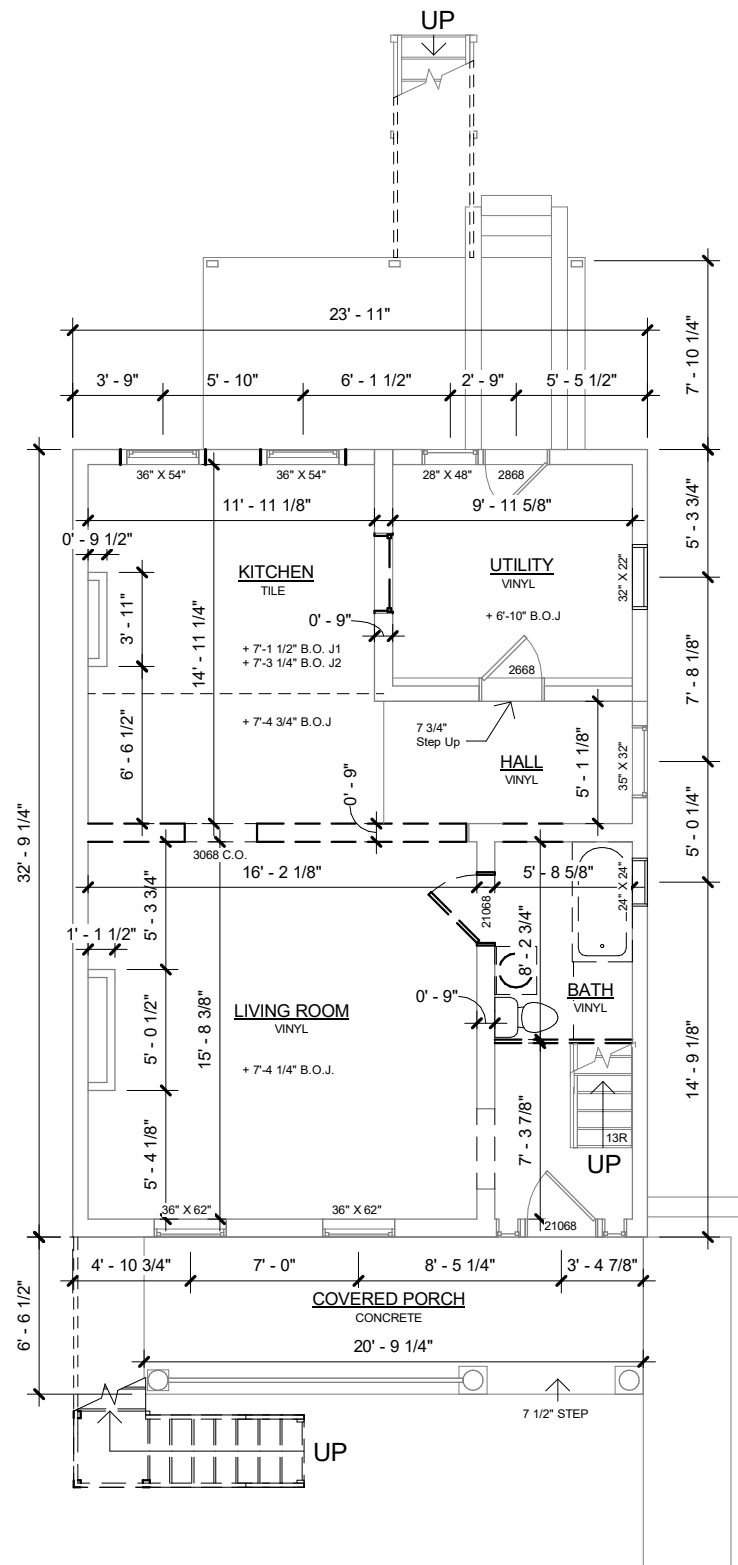 UP
23' - 11"
3' - 9"
5' - 10"
6' - 1 1/2"
2' - 9"
5' - 5 1/2"
7' - 10 1/4"
36" X 54"
36" X 54"
28" X 48"
2868
11' - 11 1/8"
9' - 11 5/8"
5' - 3 3/4"
0' - 9 1/2"
KITCHEN
TILE
UTILITY
VINYL
32" X 22"
3' - 11"
14' - 11 1/4"
0' - 9"
+ 6'-10" B.O.J
+ 7'-1 1/2" B.O. J1
+ 7'-3 1/4" B.O. J2
2668
7' - 8 1/8"
6' - 6 1/2"
+ 7'-4 3/4" B.O.J
7 3/4"
Step Up
HALL
VINYL
5' - 1 1/8"
35" X 32"
0' - 9"
5' - 0 1/4"
32' - 9 1/4"
3068 C.O.
16' - 2 1/8"
5' - 8 5/8"
24" X 24"
21068
5' - 3 3/4"
1' - 1 1/2"
8' - 2 3/4"
BATH
VINYL
0' - 9"
LIVING ROOM
VINYL
5' - 0 1/2"
15' - 8 3/8"
+ 7'-4 1/4" B.O.J.
14' - 9 1/8"
5' - 4 1/8"
7' - 3 7/8"
13R
UP
36" X 62"
36" X 62"
21068
4' - 10 3/4"
7' - 0"
8' - 5 1/4"
3' - 4 7/8"
6' - 6 1/2"
COVERED PORCH
CONCRETE
20' - 9 1/4"
7 1/2" STEP
UP